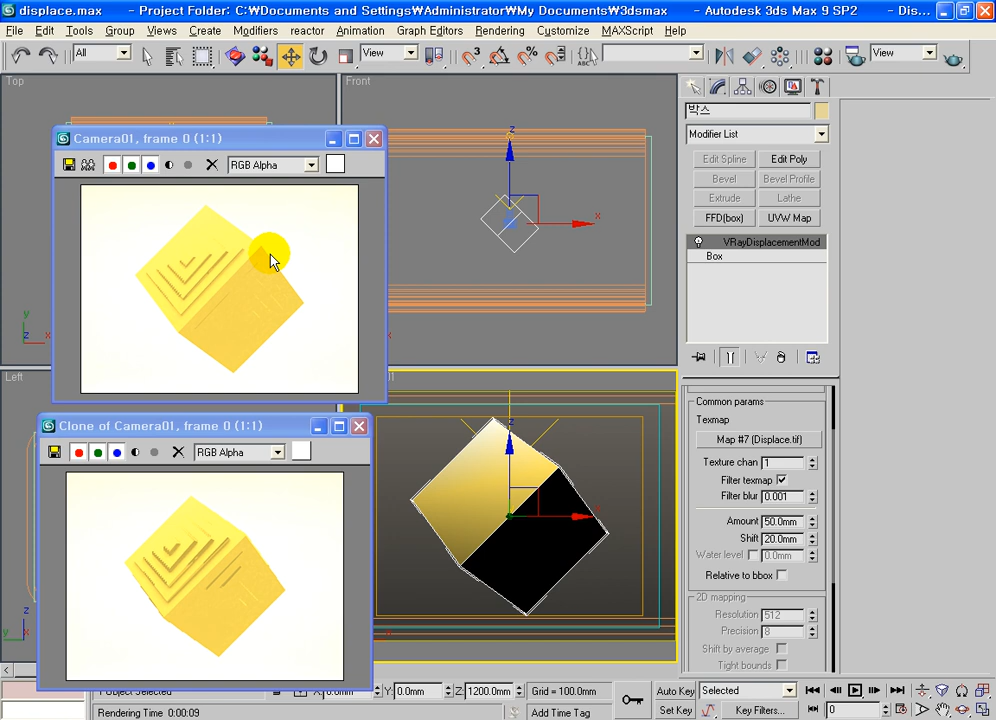 displace.max - Project Folder: C:₩Documents and Settings₩Administrator₩My Documents₩3dsmax - Autodesk 3ds Max 9 SP2 - Dis...
File Edit Tools Group Views Create Modifiers reactor Animation Graph Editors Rendering Customize MAXScript Help
All View View
Top Front
박스
Camera01, frame 0 (1:1)
Modifier List
RGB Alpha
Edit Spline Edit Poly
Bevel Bevel Profile
Extrude Lathe
FFD(box) UVW Map
VRayDisplacementMod
Box
z
x
y
z x
Left
Common params
Texmap
Clone of Camera01, frame 0 (1:1)
Map #7 (Displace.tif)
RGB Alpha
Texture chan 1
Filter texmap
Filter blur 0.001
Amount 50.0mm
Shift 20.0mm
Water level 0.0mm
Relative to bbox
2D mapping
Resolution 512
Precision 8
Shift by average
Tight bounds
z
x
z
y x
Y: 0.0mm Z: 1200.0mm Grid = 100.0mm
Auto Key Selected
Rendering Time 0:00:09
Add Time Tag
Set Key Key Filters... 0